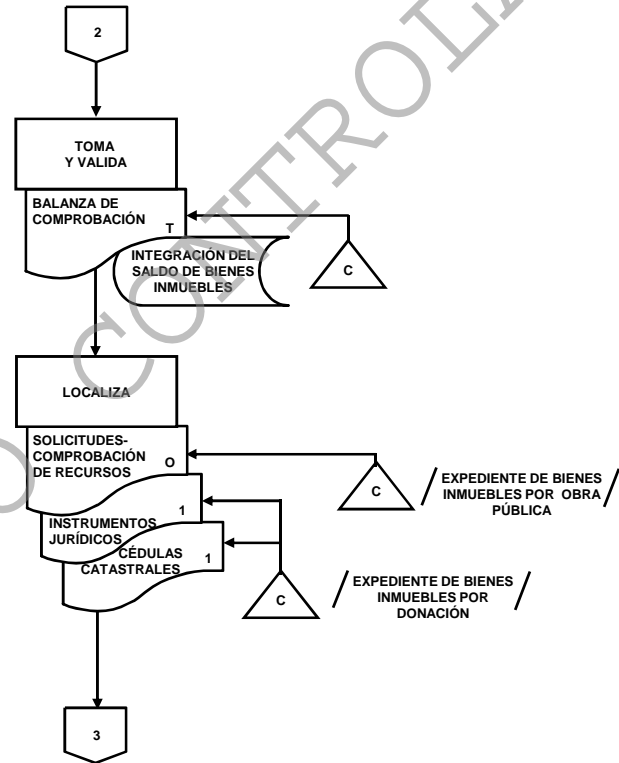 2
TOMA
Y VALIDA
BALANZA DE
COMPROBACIÓN
T
INTEGRACIÓN DEL
SALDO DE BIENES
INMUEBLES
C
LOCALIZA
SOLICITUDES-
COMPROBACIÓN
DE RECURSOS
O
C
/ EXPEDIENTE DE BIENES /
INMUEBLES POR OBRA
PÚBLICA
INSTRUMENTOS
JURÍDICOS
1
CÉDULAS
CATASTRALES
1
C
/ EXPEDIENTE DE BIENES /
INMUEBLES POR
DONACIÓN
3
O CONTROLA